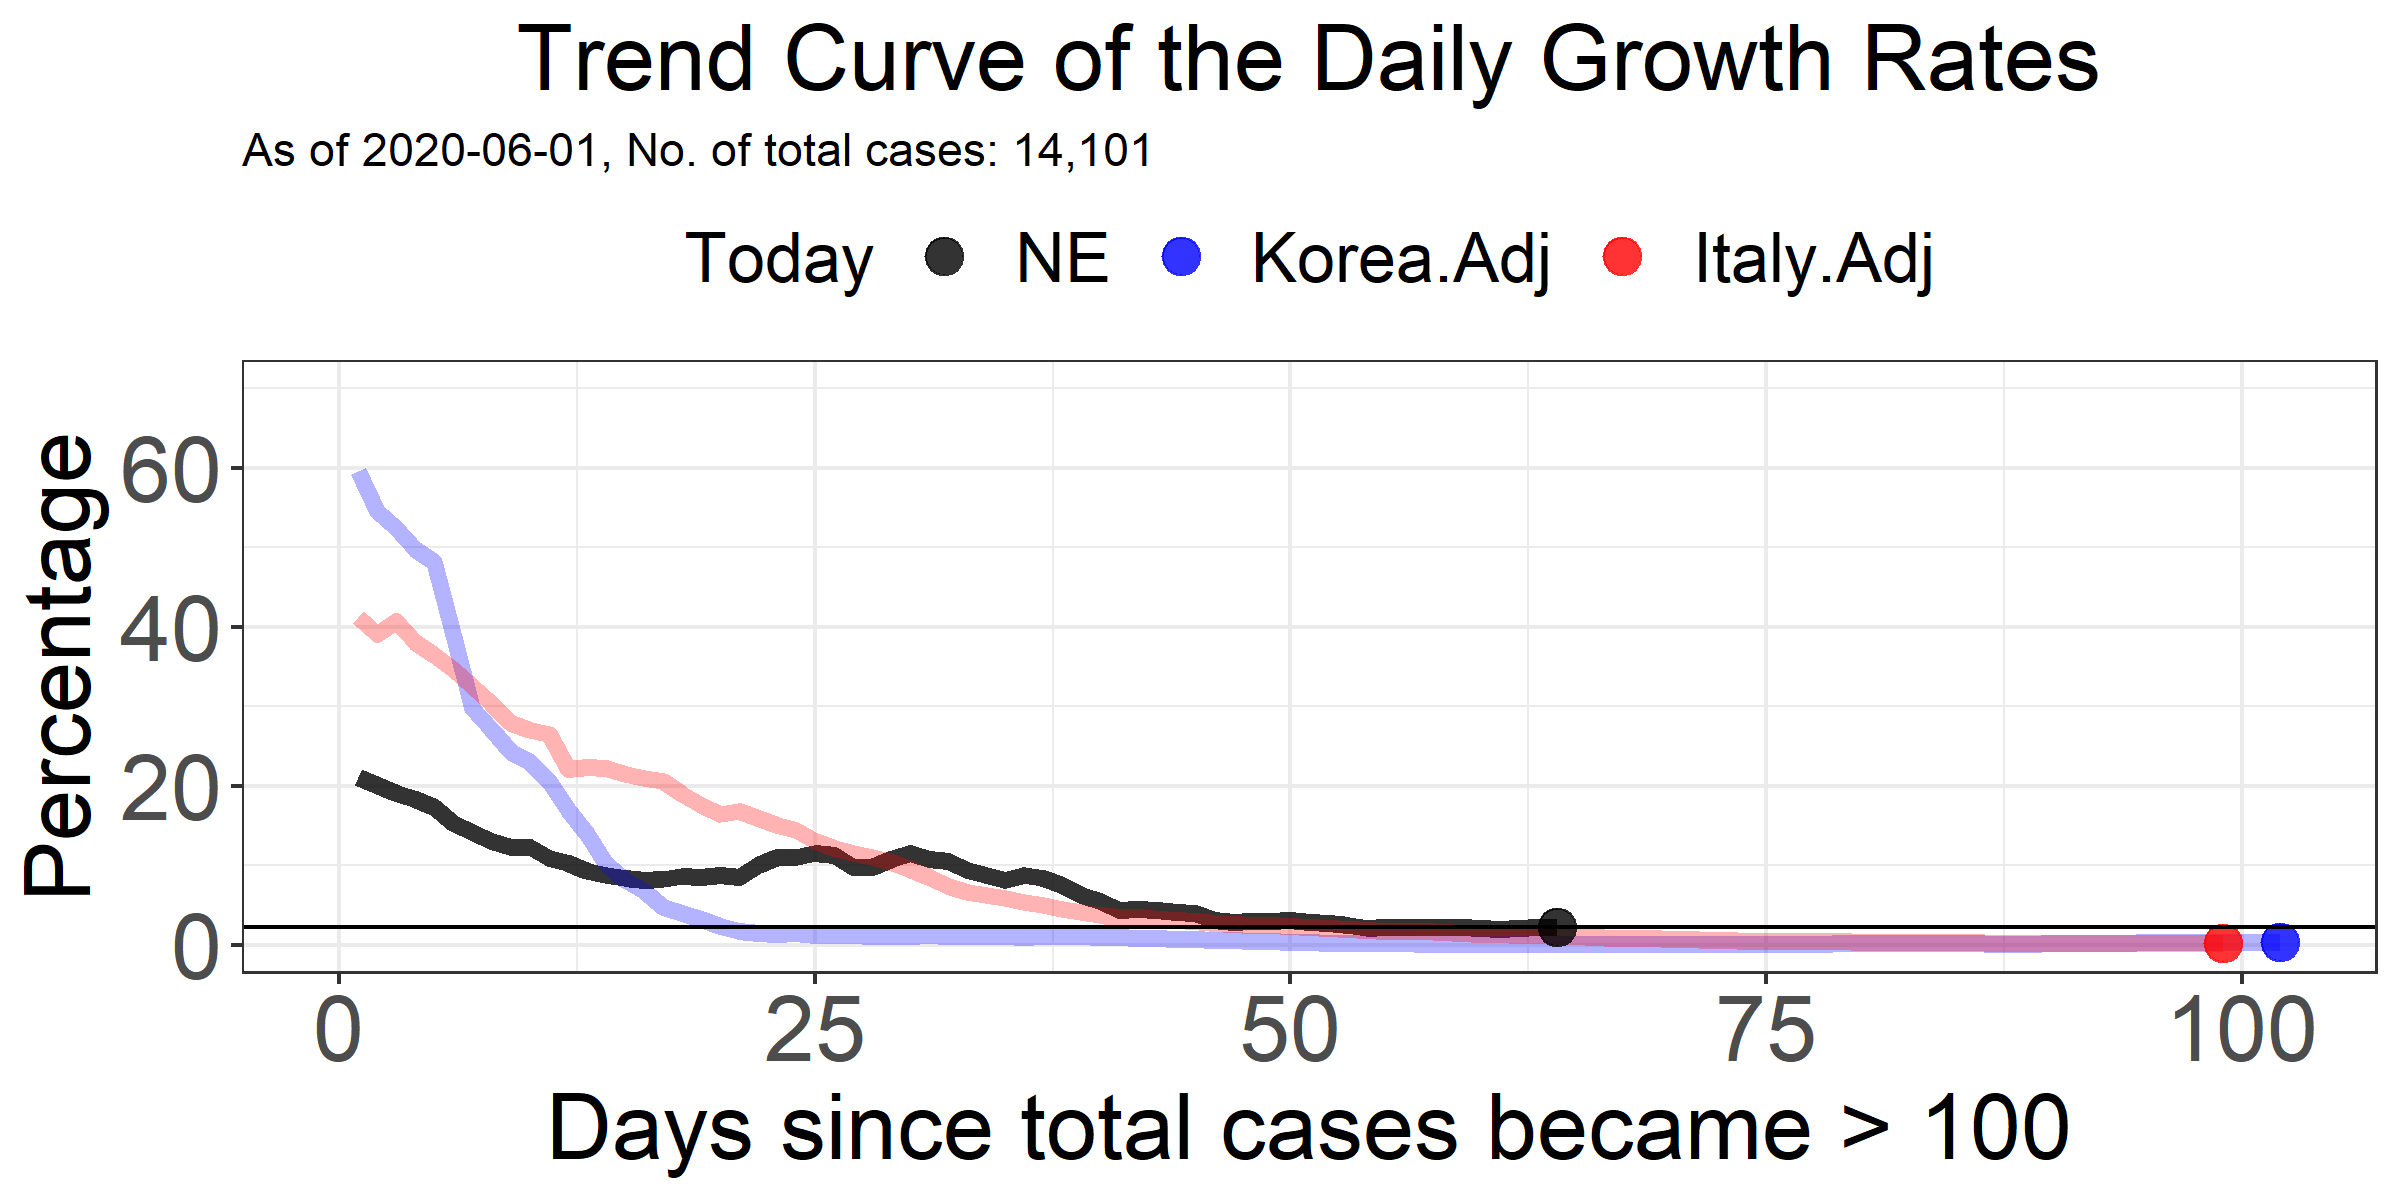 Trend Curve of the Daily Growth Rates
As of 2020-06-01, No. of total cases: 14,101
Today NE Korea.Adj Italy.Adj
Percentage
60
40
20
0
0 25 50 75 100
Days since total cases became > 100